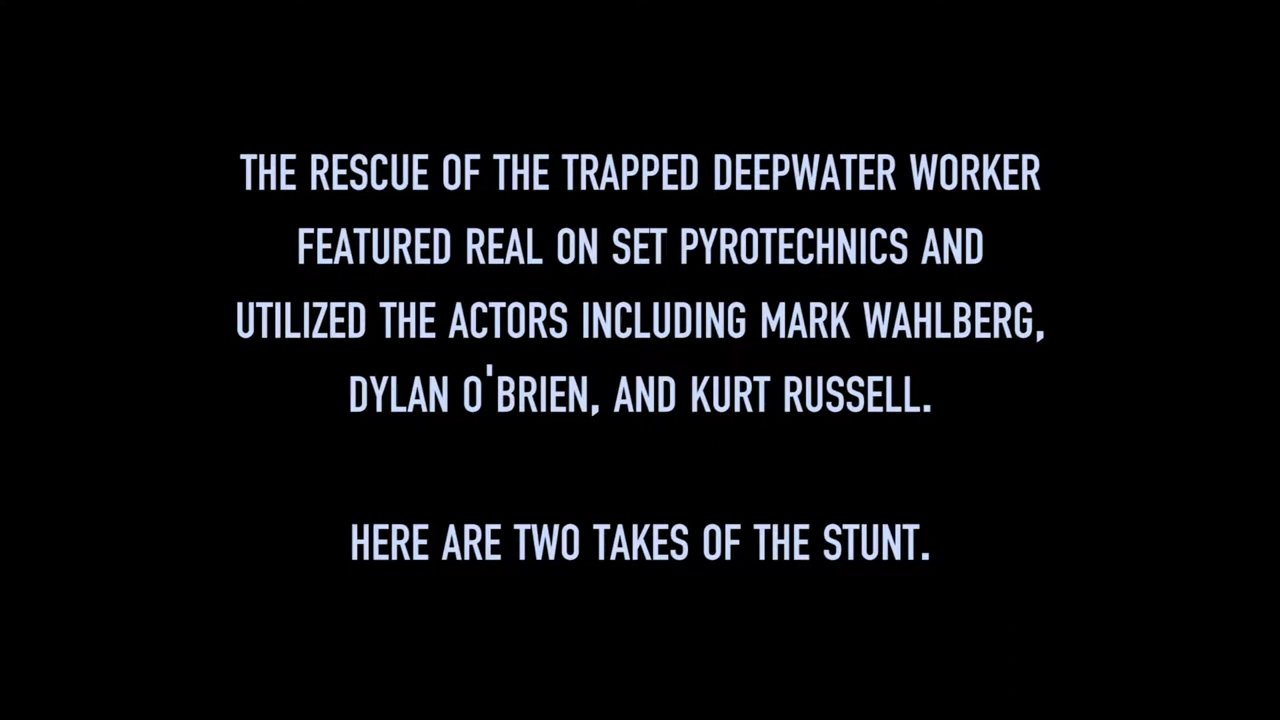 THE RESCUE OF THE TRAPPED DEEPWATER WORKER
FEATURED REAL ON SET PYROTECHNICS AND
UTILIZED THE ACTORS INCLUDING MARK WAHLBERG,
DYLAN O'BRIEN, AND KURT RUSSELL.
HERE ARE TWO TAKES OF THE STUNT.